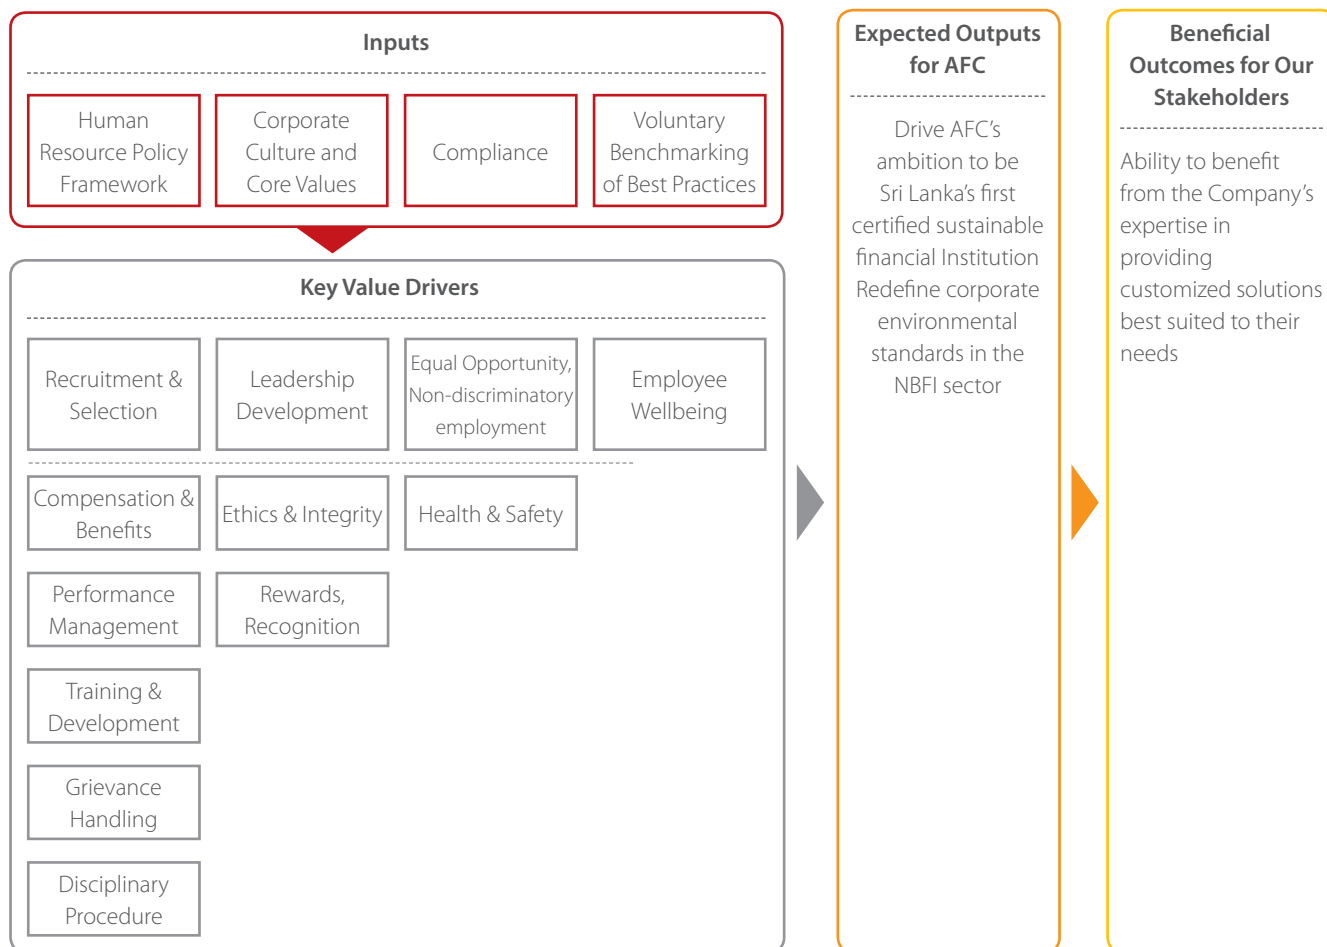 Inputs
Human
Resource Policy
Framework
Corporate
Culture and
Core Values
Compliance
Voluntary
Benchmarking
of Best Practices
Key Value Drivers
Recruitment &
Selection
Leadership
Development
Equal Opportunity,
Non-discriminatory
employment
Employee
Wellbeing
Compensation &
Benefits
Ethics & Integrity
Health & Safety
Performance
Management
Rewards,
Recognition
Training &
Development
Grievance
Handling
Disciplinary
Procedure
Expected Outputs
for AFC
Drive AFC’s
ambition to be
Sri Lanka’s first
certified sustainable
financial Institution
Redefine corporate
environmental
standards in the
NBFI sector
Beneficial
Outcomes for Our
Stakeholders
Ability to benefit
from the Company’s
expertise in
providing
customized solutions
best suited to their
needs